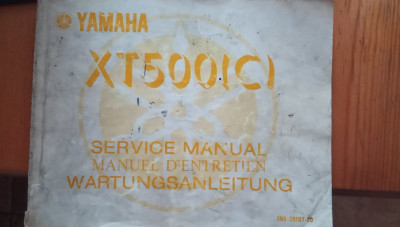 YAMAHA
XT500(C)
SERVICE MANUAL
MANUEL D'ENTRETIEN
WARTUNGSANLEITUNG